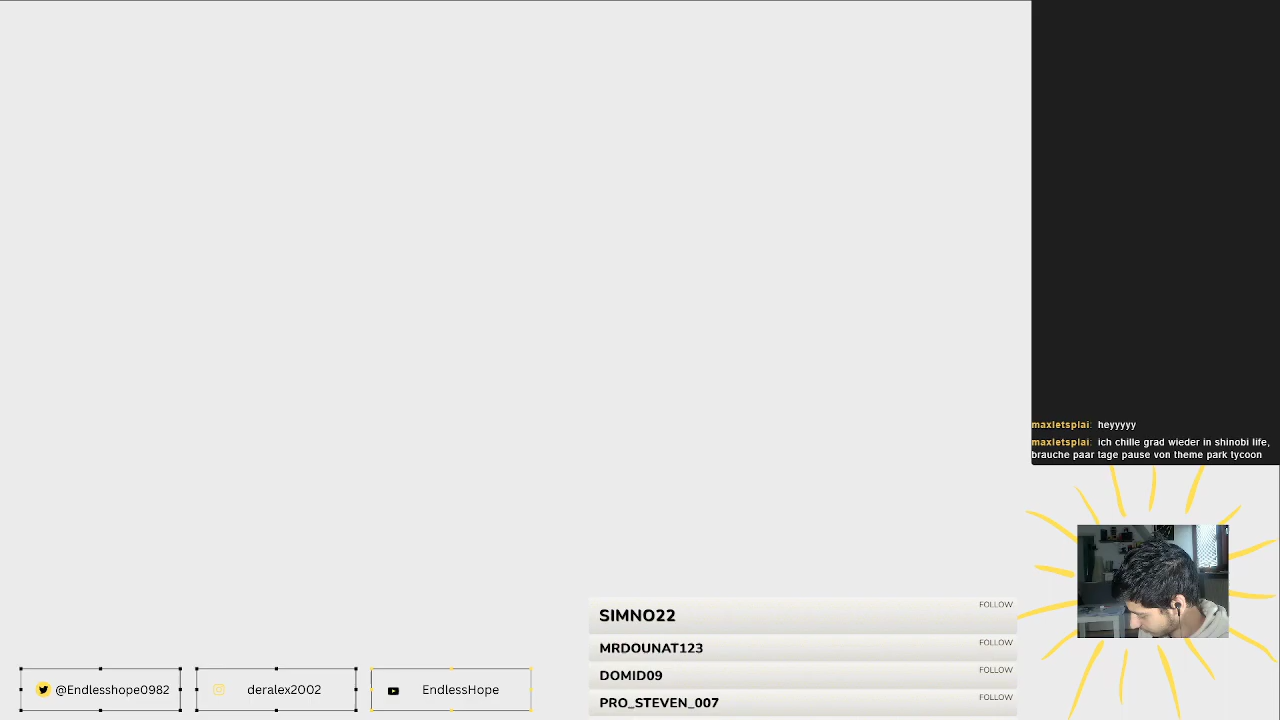 maxletsplai: heyyyyy
maxletsplai: ich chille grad wieder in shinobi life,
brauche paar tage pause von theme park tycoon
SIMNO22 FOLLOW
MRDOUNAT123 FOLLOW
DOMID09 FOLLOW
PRO_STEVEN_007 FOLLOW
@Endlesshope0982
deralex2002
EndlessHope